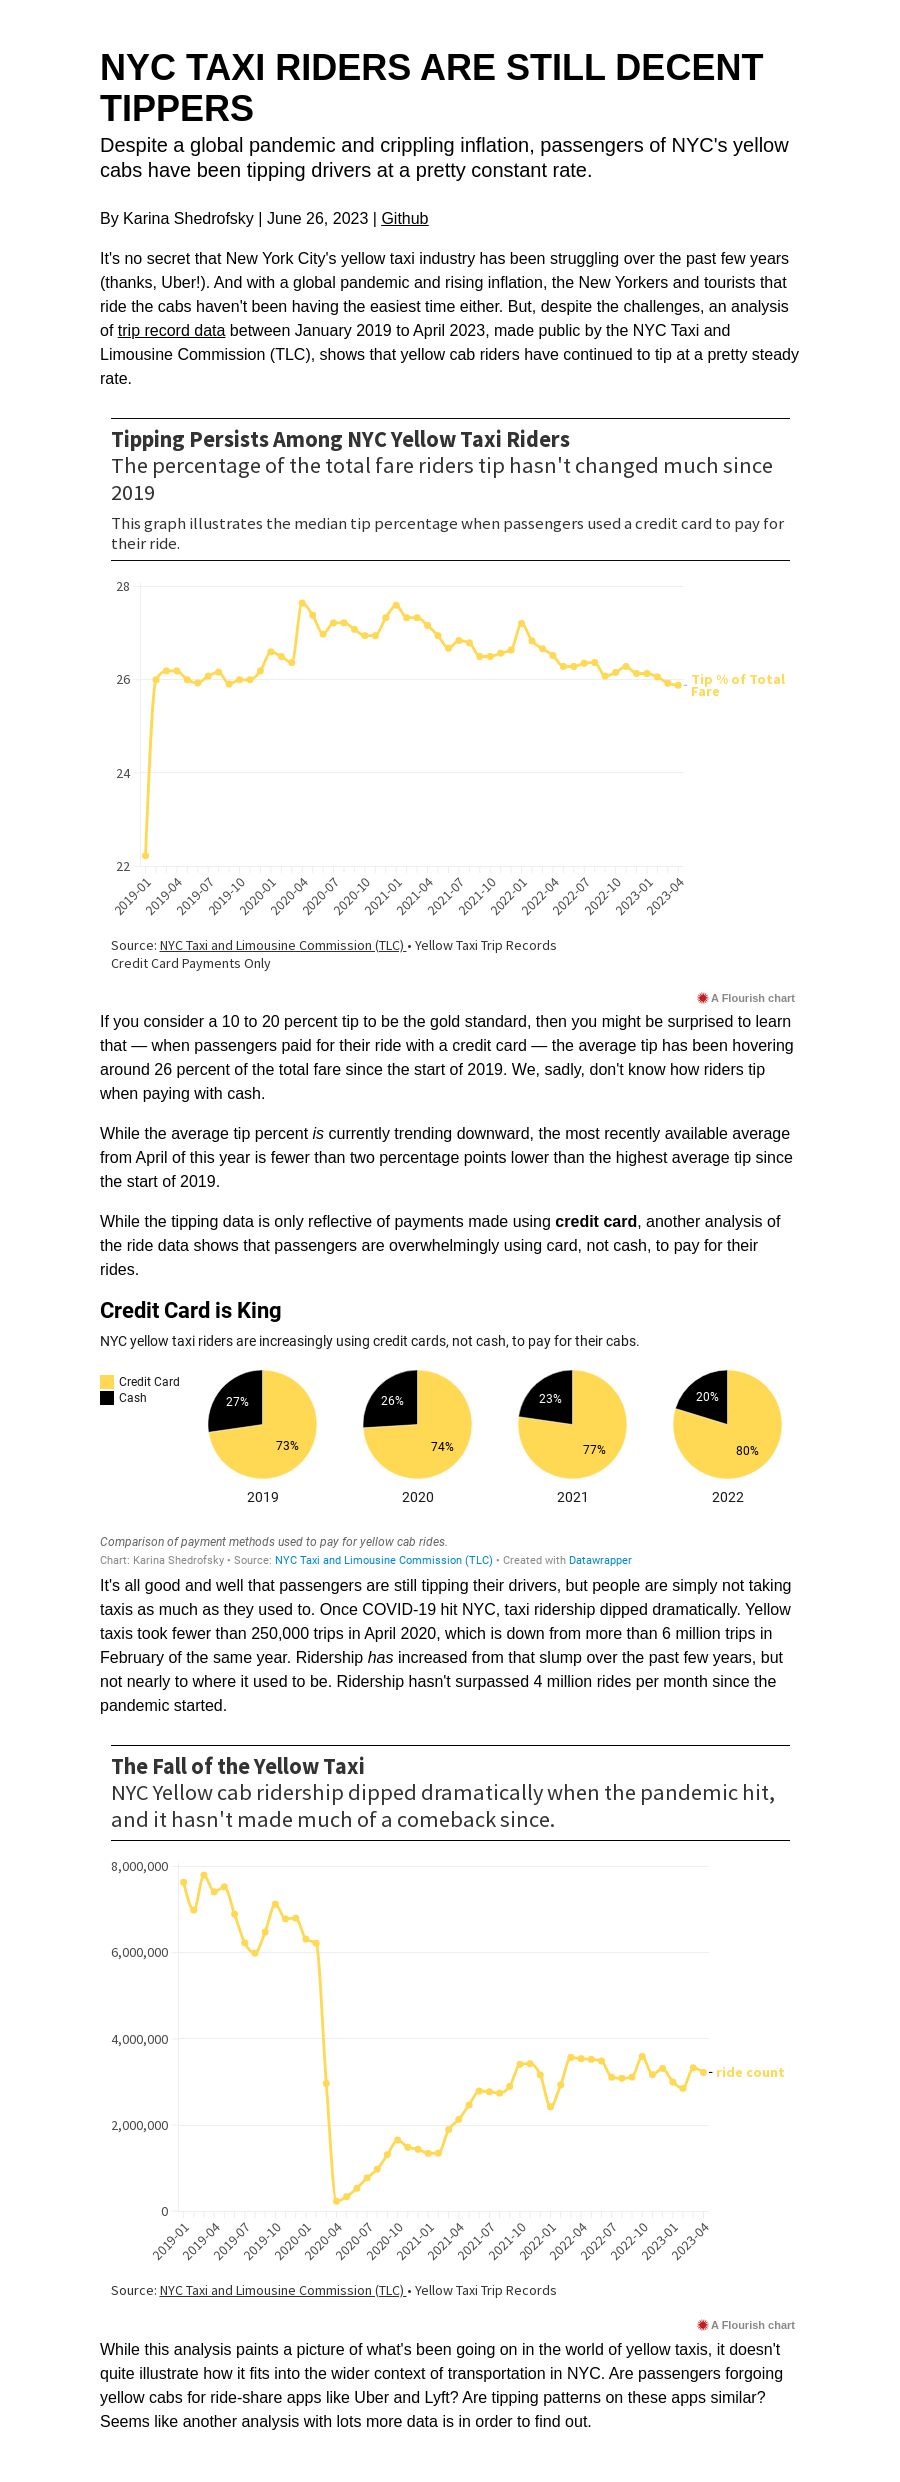 NYC TAXI RIDERS ARE STILL DECENT
TIPPERS
Despite a global pandemic and crippling inflation, passengers of NYC's yellow
cabs have been tipping drivers at a pretty constant rate.
By Karina Shedrofsky | June 26, 2023 | Github
It's no secret that New York City's yellow taxi industry has been struggling over the past few years
(thanks, Uber!). And with a global pandemic and rising inflation, the New Yorkers and tourists that
ride the cabs haven't been having the easiest time either. But, despite the challenges, an analysis
of trip record data between January 2019 to April 2023, made public by the NYC Taxi and
Limousine Commission (TLC), shows that yellow cab riders have continued to tip at a pretty steady
rate.
Tipping Persists Among NYC Yellow Taxi Riders
The percentage of the total fare riders tip hasn't changed much since
2019
This graph illustrates the median tip percentage when passengers used a credit card to pay for
their ride.
28
26
Tip % of Total
Fare
24
22
2019-01 2019-04 2019-07 2019-10 2020-01 2020-04 2020-07 2020-10 2021-01 2021-04 2021-07 2021-10 2022-01 2022-04 2022-07 2022-10 2023-01 2023-04
Source: NYC Taxi and Limousine Commission (TLC) • Yellow Taxi Trip Records
Credit Card Payments Only
A Flourish chart
If you consider a 10 to 20 percent tip to be the gold standard, then you might be surprised to learn
that — when passengers paid for their ride with a credit card — the average tip has been hovering
around 26 percent of the total fare since the start of 2019. We, sadly, don't know how riders tip
when paying with cash.
While the average tip percent is currently trending downward, the most recently available average
from April of this year is fewer than two percentage points lower than the highest average tip since
the start of 2019.
While the tipping data is only reflective of payments made using credit card, another analysis of
the ride data shows that passengers are overwhelmingly using card, not cash, to pay for their
rides.
Credit Card is King
NYC yellow taxi riders are increasingly using credit cards, not cash, to pay for their cabs.
Credit Card
Cash
27% 26% 23% 20%
73% 74% 77% 80%
2019 2020 2021 2022
Comparison of payment methods used to pay for yellow cab rides.
Chart: Karina Shedrofsky • Source: NYC Taxi and Limousine Commission (TLC) • Created with Datawrapper
It's all good and well that passengers are still tipping their drivers, but people are simply not taking
taxis as much as they used to. Once COVID-19 hit NYC, taxi ridership dipped dramatically. Yellow
taxis took fewer than 250,000 trips in April 2020, which is down from more than 6 million trips in
February of the same year. Ridership has increased from that slump over the past few years, but
not nearly to where it used to be. Ridership hasn't surpassed 4 million rides per month since the
pandemic started.
The Fall of the Yellow Taxi
NYC Yellow cab ridership dipped dramatically when the pandemic hit,
and it hasn't made much of a comeback since.
8,000,000
6,000,000
4,000,000
ride count
2,000,000
0
2019-01 2019-04 2019-07 2019-10 2020-01 2020-04 2020-07 2020-10 2021-01 2021-04 2021-07 2021-10 2022-01 2022-04 2022-07 2022-10 2023-01 2023-04
Source: NYC Taxi and Limousine Commission (TLC) • Yellow Taxi Trip Records
A Flourish chart
While this analysis paints a picture of what's been going on in the world of yellow taxis, it doesn't
quite illustrate how it fits into the wider context of transportation in NYC. Are passengers forgoing
yellow cabs for ride-share apps like Uber and Lyft? Are tipping patterns on these apps similar?
Seems like another analysis with lots more data is in order to find out.